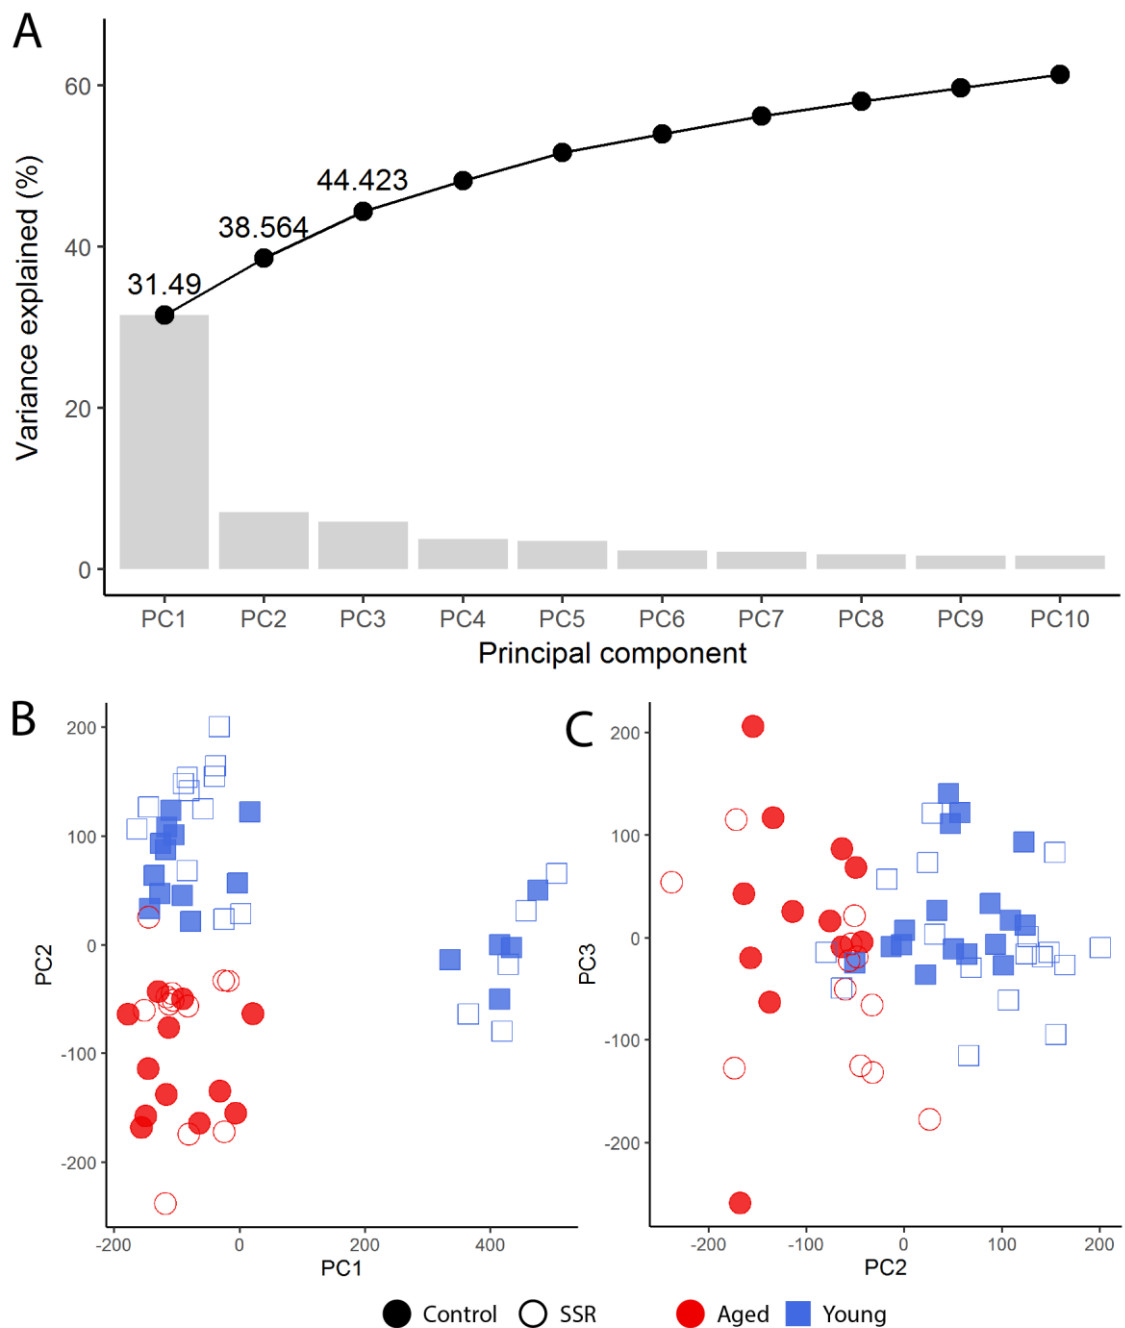 A
Variance explained (%)
60
40
20
0
31.49
38.564
44.423
PC1 PC2 PC3 PC4 PC5 PC6 PC7 PC8 PC9 PC10
Principal component
B
PC2
200
100
0
-100
-200
-200 0 200 400
PC1
C
PC3
200
100
0
-100
-200
-200 -100 0 100 200
PC2
Control SSR Aged Young